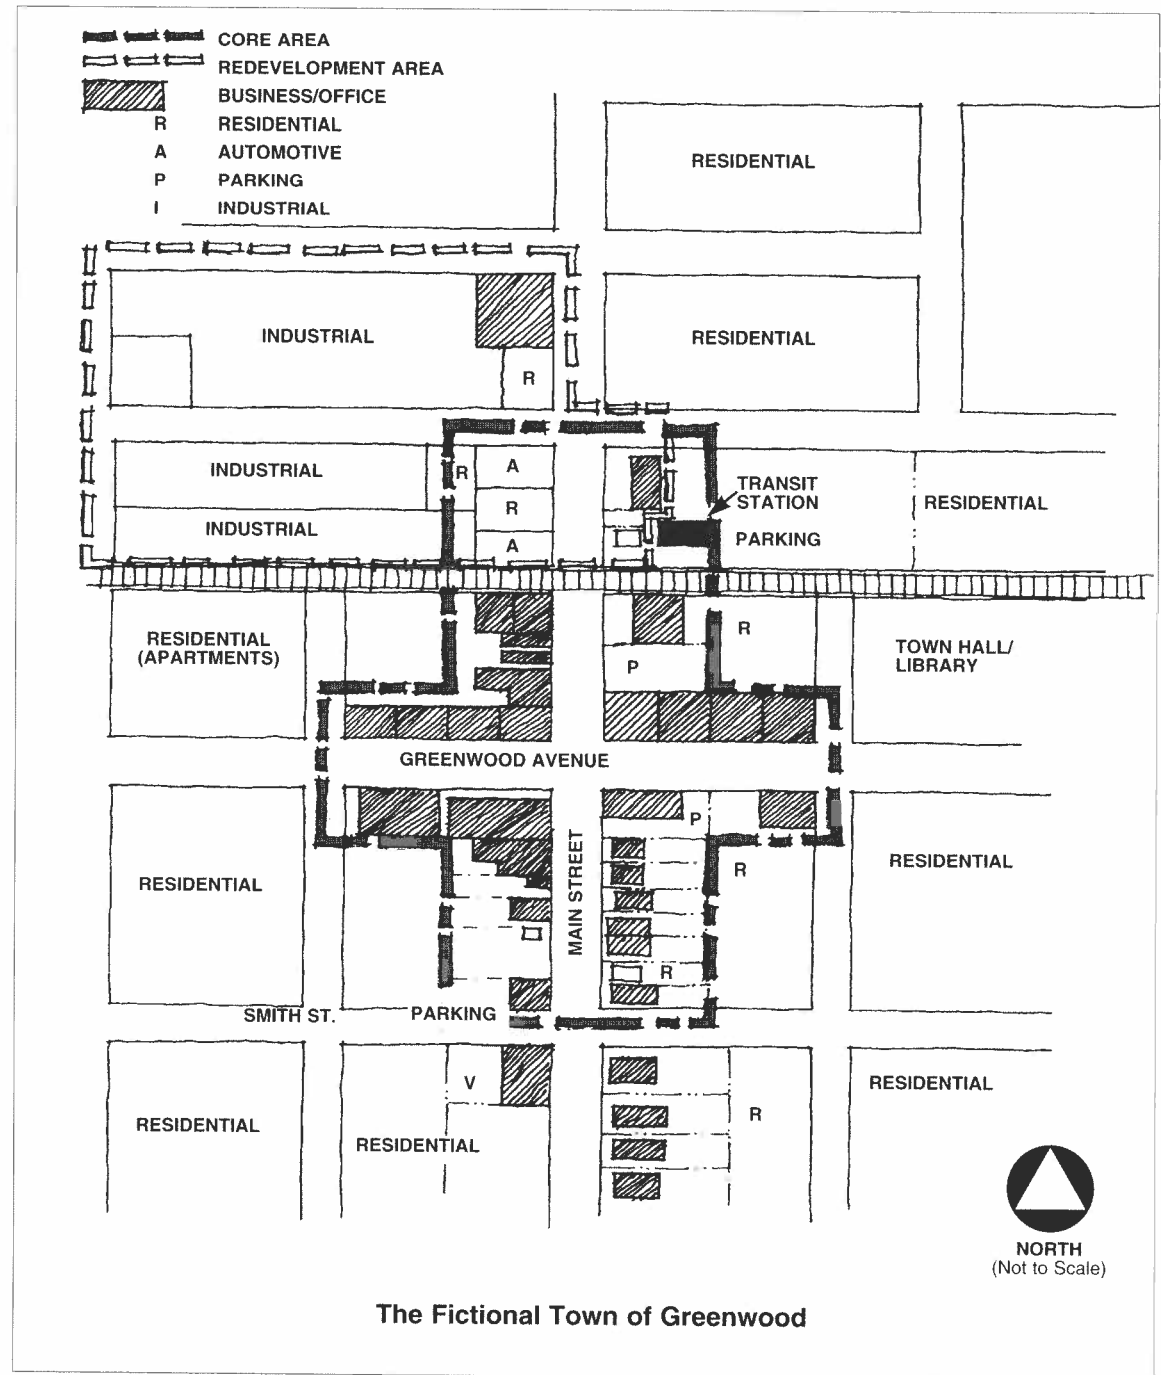 CORE AREA
REDEVELOPMENT AREA
BUSINESS/OFFICE
R RESIDENTIAL
A AUTOMOTIVE
P PARKING
I INDUSTRIAL
RESIDENTIAL
INDUSTRIAL
RESIDENTIAL
R
INDUSTRIAL
R
A
TRANSIT
STATION
RESIDENTIAL
R
INDUSTRIAL
A
PARKING
RESIDENTIAL
(APARTMENTS)
R
P
TOWN HALL/
LIBRARY
GREENWOOD AVENUE
P
MAIN STREET
RESIDENTIAL
R
RESIDENTIAL
R
SMITH ST.
PARKING
V
RESIDENTIAL
R
RESIDENTIAL
RESIDENTIAL
NORTH
(Not to Scale)
The Fictional Town of Greenwood